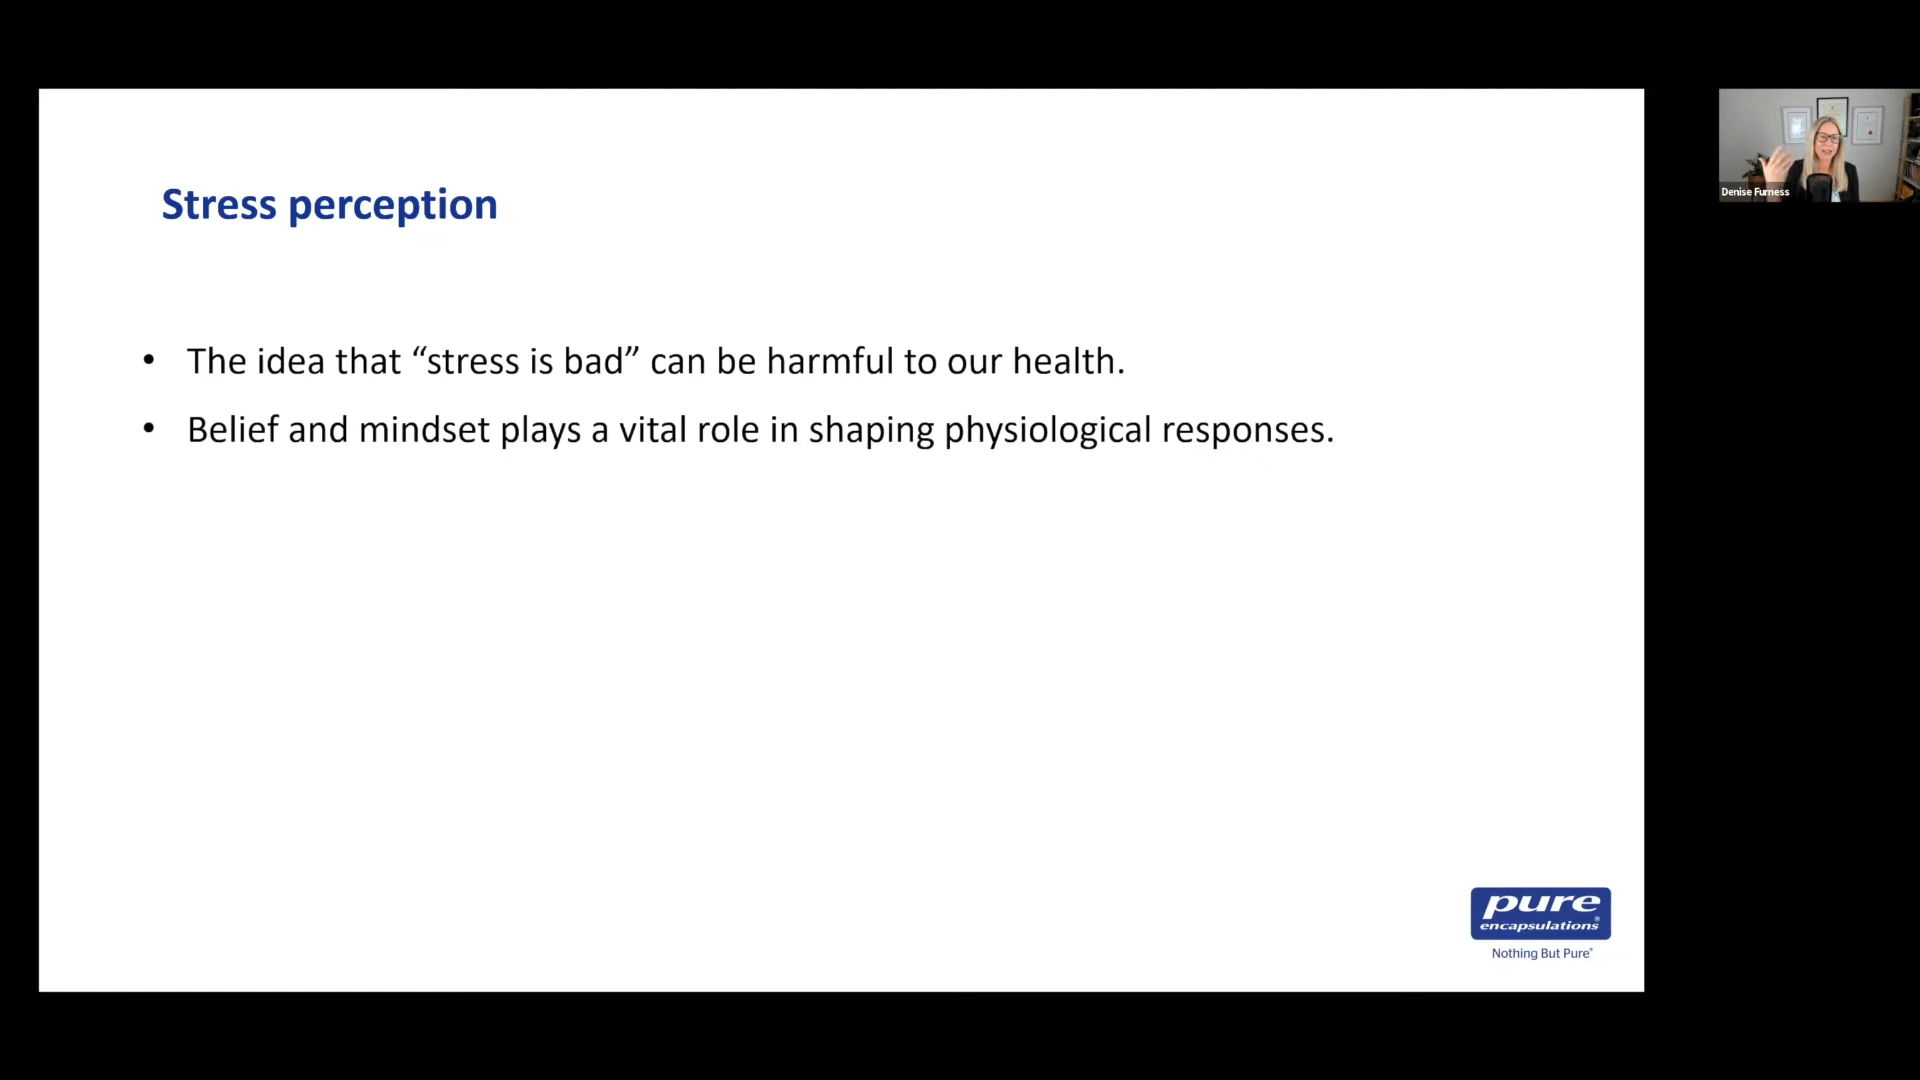 Stress perception
• The idea that “stress is bad” can be harmful to our health.
• Belief and mindset plays a vital role in shaping physiological responses.
Denise Furness
pure
encapsulations®
Nothing But Pure®